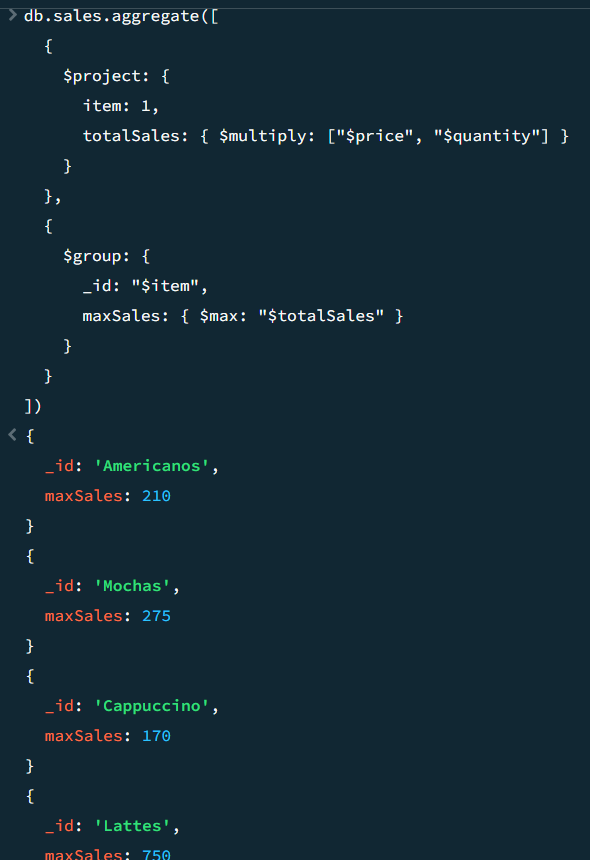 > db.sales.aggregate([
{
$project: {
item: 1,
totalSales: { $multiply: ["$price", "$quantity"] }
}
},
{
$group: {
_id: "$item",
maxSales: { $max: "$totalSales" }
}
}
])
< {
_id: 'Americanos',
maxSales: 210
}
{
_id: 'Mochas',
maxSales: 275
}
{
_id: 'Cappuccino',
maxSales: 170
}
{
_id: 'Lattes',
maxSales: 750